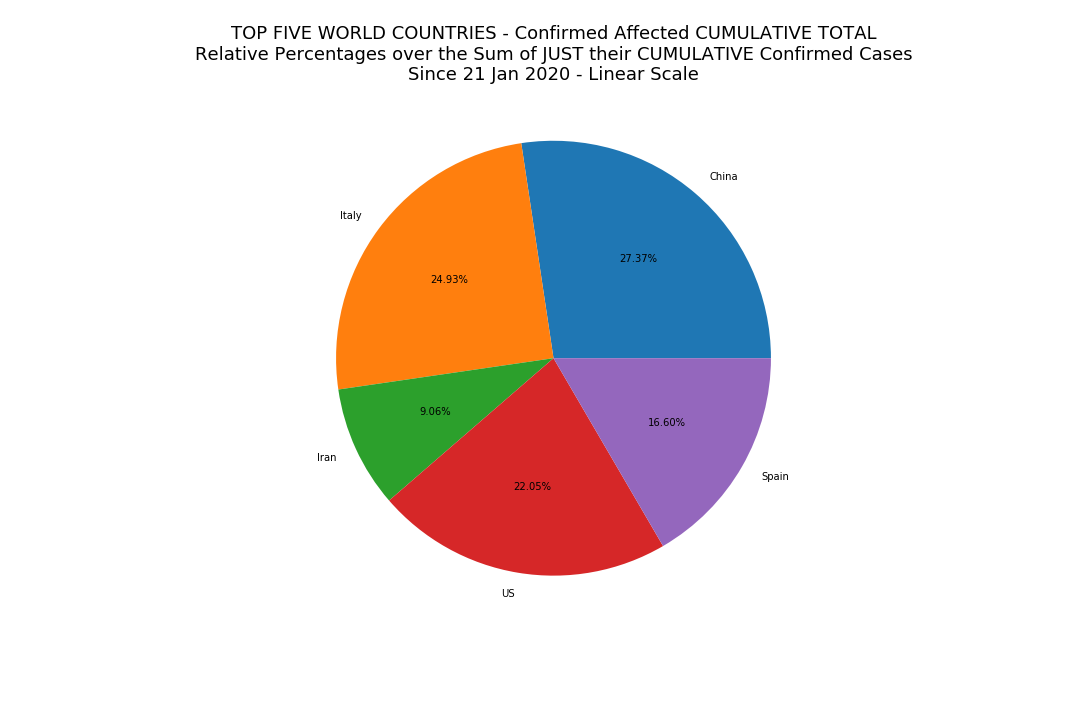 TOP FIVE WORLD COUNTRIES - Confirmed Affected CUMULATIVE TOTAL
Relative Percentages over the Sum of JUST their CUMULATIVE Confirmed Cases
Since 21 Jan 2020 - Linear Scale
China
27.37%
Italy
24.93%
Iran
9.06%
US
22.05%
Spain
16.60%